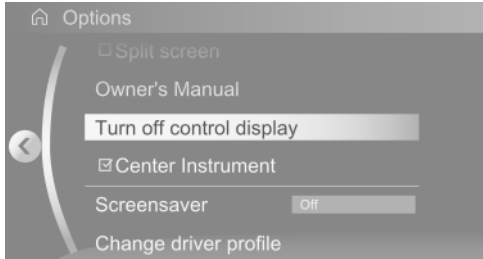 Options
Split screen
Owner's Manual
Turn off control display
Center Instrument
Screensaver Off
Change driver profile